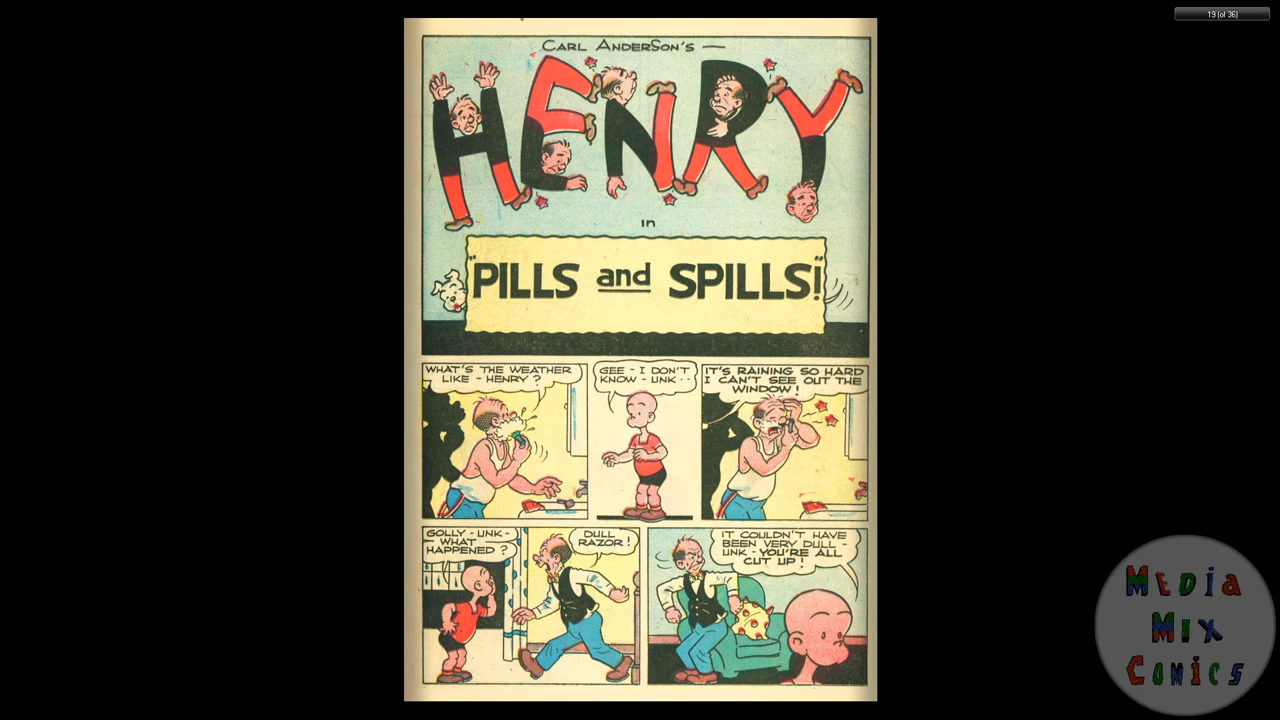 19 (of 36)
CARL ANDERSON'S —
HENRY
in
"PILLS and SPILLS!"
WHAT'S THE WEATHER
LIKE - HENRY ?
GEE - I DON'T
KNOW - UNK - -
IT'S RAINING SO HARD
I CAN'T SEE OUT THE
WINDOW !
GOLLY - UNK -
WHAT
HAPPENED ?
DULL
RAZOR !
IT COULDN'T HAVE
BEEN VERY DULL -
UNK - YOU'RE ALL
CUT UP !
MEDiA
MIX
COMiCS